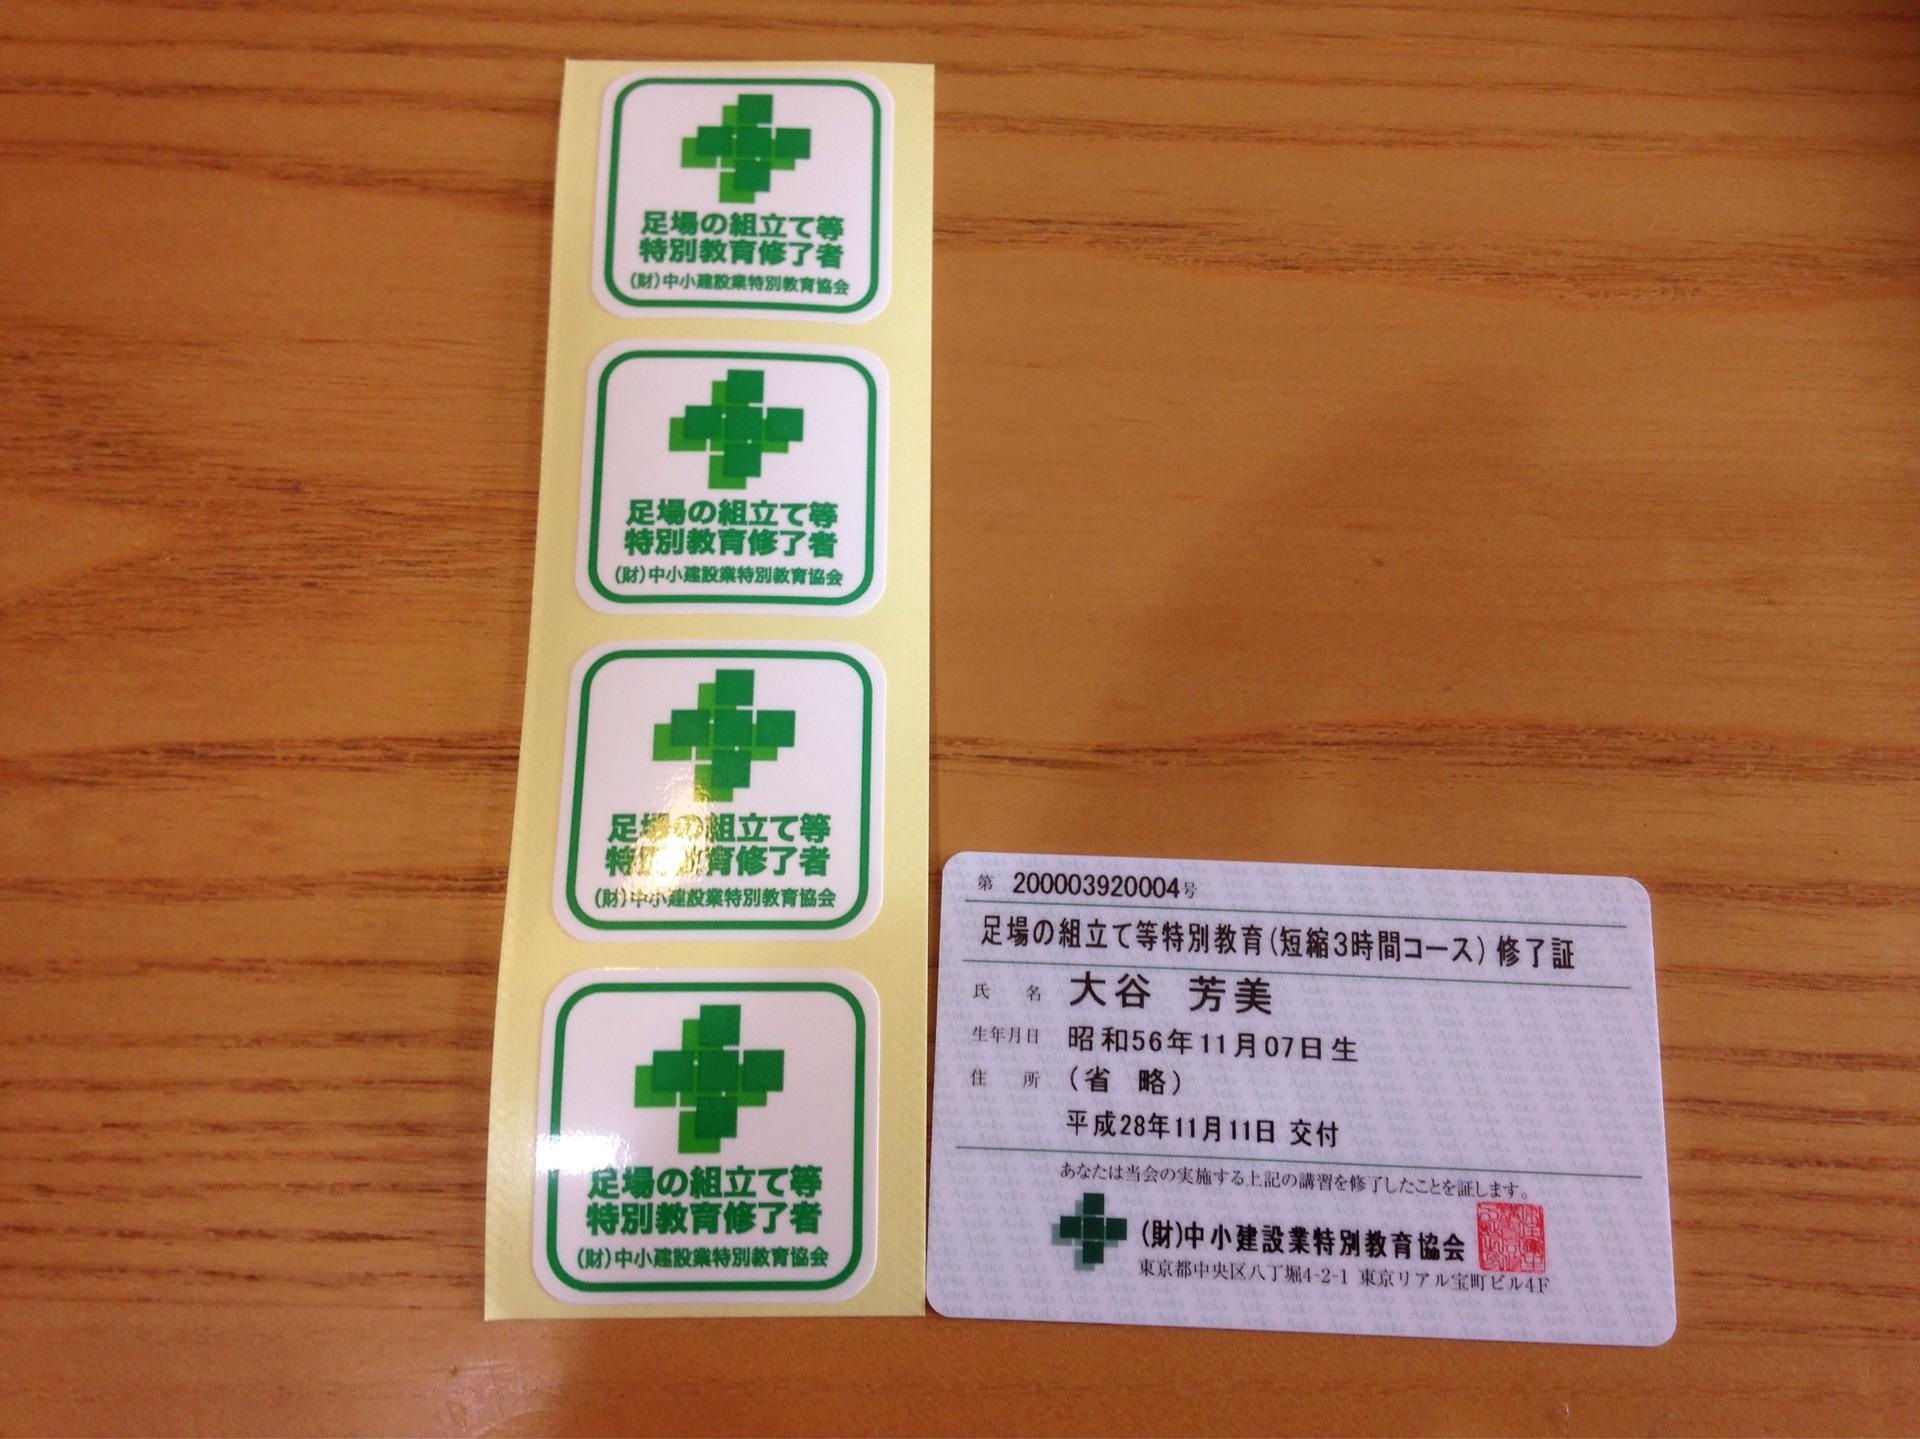 足場の組立て等
特別教育修了者
(財)中小建設業特別教育協会
足場の組立て等
特別教育修了者
(財)中小建設業特別教育協会
足場の組立て等
特別教育修了者
(財)中小建設業特別教育協会
足場の組立て等
特別教育修了者
(財)中小建設業特別教育協会
第 200003920004号
足場の組立て等特別教育(短縮3時間コース) 修了証
氏 名 大谷 芳美
生年月日 昭和56年11月07日生
住 所 (省 略)
平成28年11月11日 交付
あなたは当会の実施する上記の講習を修了したことを証します。
(財)中小建設業特別教育協会
東京都中央区八丁堀4-2-1 東京リアル宝町ビル4F